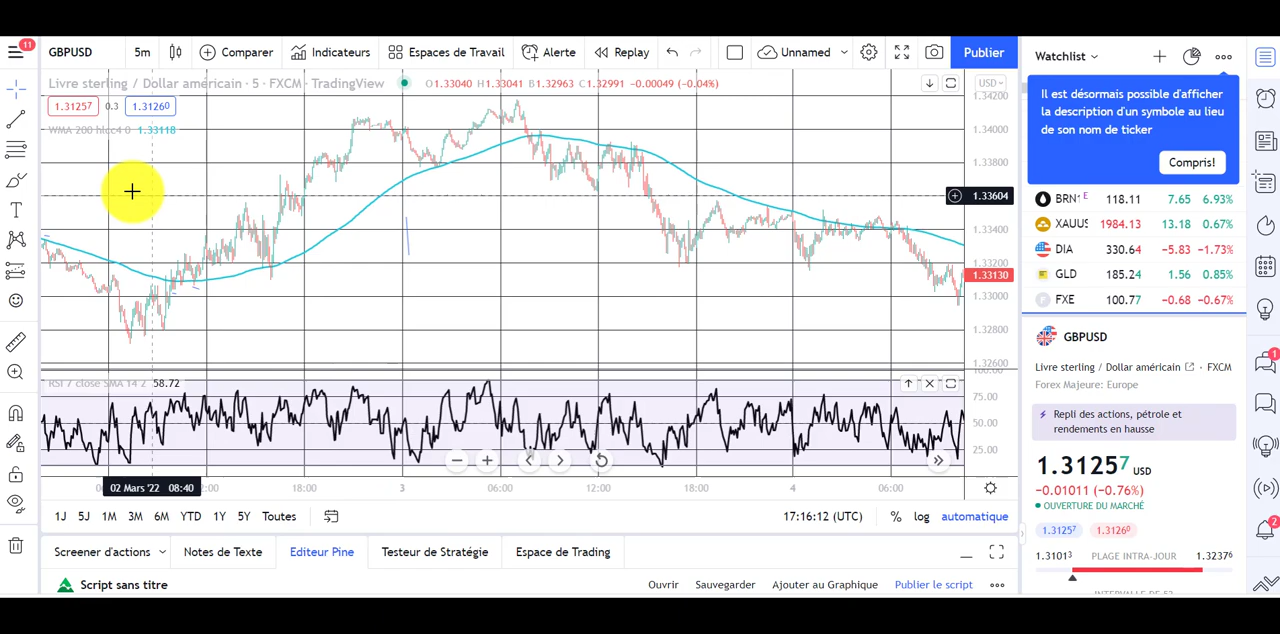 11
GBPUSD 5m Comparer Indicateurs Espaces de Travail Alerte Replay Unnamed Publier
Livre sterling / Dollar américain · 5 · FXCM · TradingView O1.33040 H1.33041 B1.32963 C1.32991 −0.00049 (−0.04%)
1.31257 0.3 1.31260
WMA 200 hlcc4 0 1.33118
USD
1.34200
1.34000
1.33800
1.33604
1.33400
1.33200
1.33130
1.33000
1.32800
1.32600
RSI 7 close SMA 14 2 58.72
100.00
75.00
50.00
25.00
02 Mars '22 08:40 18:00 3 06:00 12:00 18:00 4 06:00
1J 5J 1M 3M 6M YTD 1Y 5Y Toutes 17:16:12 (UTC) % log automatique
Screener d'actions Notes de Texte Editeur Pine Testeur de Stratégie Espace de Trading
Script sans titre Ouvrir Sauvegarder Ajouter au Graphique Publier le script
Watchlist
Il est désormais possible d'afficher
la description d'un symbole au lieu
de son nom de ticker
Compris!
BRN1 E 118.11 7.65 6.93%
XAUUS 1984.13 13.18 0.67%
DIA 330.64 −5.83 −1.73%
GLD 185.24 1.56 0.85%
FXE 100.77 −0.68 −0.67%
GBPUSD
Livre sterling / Dollar américain · FXCM
Forex Majeure: Europe
Repli des actions, pétrole et
rendements en hausse
1.31257 USD
−0.01011 (−0.76%)
OUVERTURE DU MARCHÉ
1.31257 1.31260
1.31013 PLAGE INTRA-JOUR 1.32376
1
2